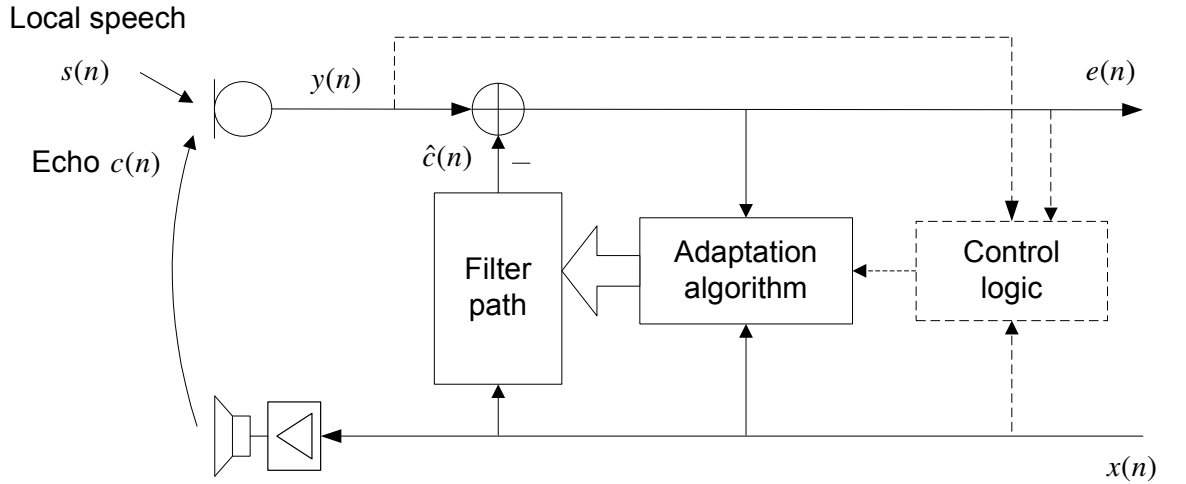 Local speech
s(n)
y(n)
e(n)
Echo c(n)
ĉ(n)
−
Filter
path
Adaptation
algorithm
Control
logic
x(n)